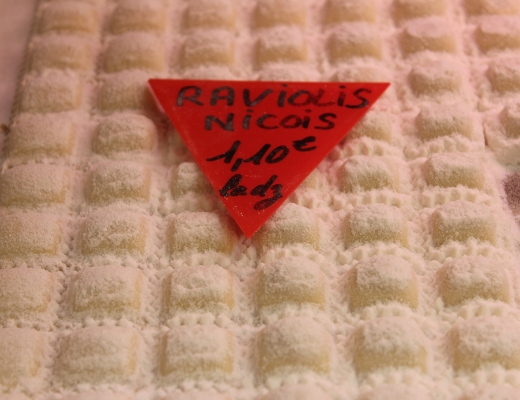 RAVIOLIS
NICOIS
1,10€
la dz